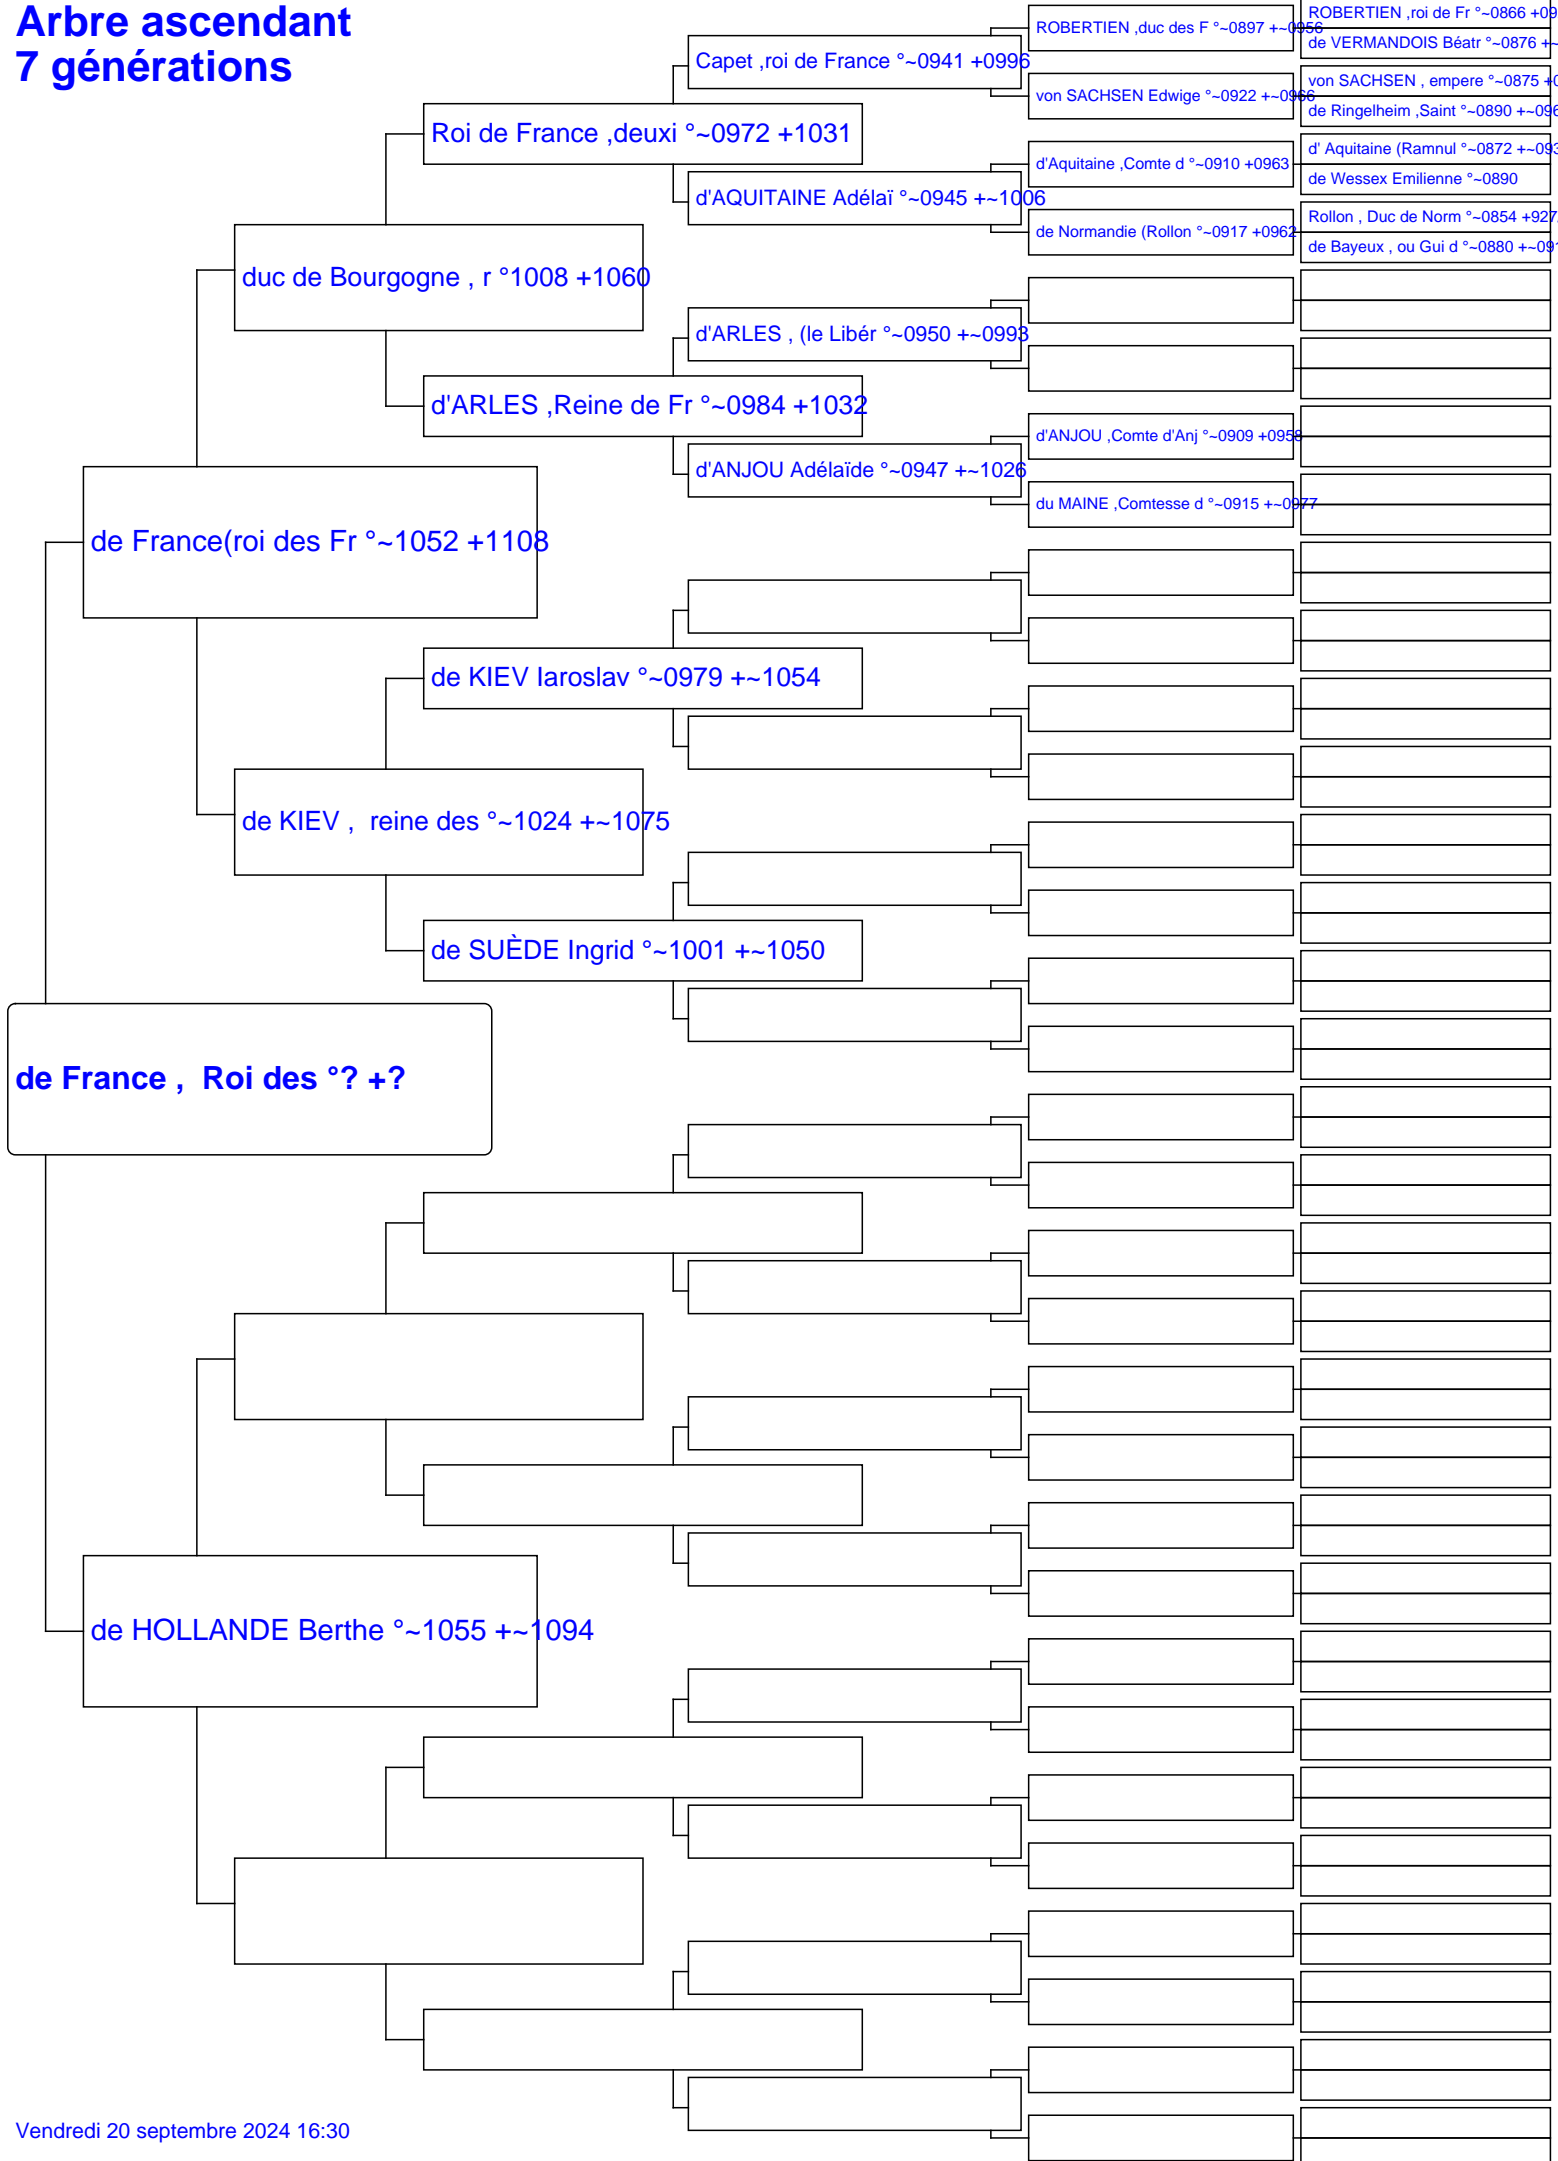 Arbre ascendant
7 générations
ROBERTIEN ,roi de Fr °~0866 +09
ROBERTIEN ,duc des F °~0897 +~0956
de VERMANDOIS Béatr °~0876 +~
Capet ,roi de France °~0941 +0996
von SACHSEN , empere °~0875 +0
von SACHSEN Edwige °~0922 +~0966
de Ringelheim ,Saint °~0890 +~096
Roi de France ,deuxi °~0972 +1031
d' Aquitaine (Ramnul °~0872 +~093
d'Aquitaine ,Comte d °~0910 +0963
de Wessex Emilienne °~0890
d'AQUITAINE Adélaï °~0945 +~1006
Rollon , Duc de Norm °~0854 +927
de Normandie (Rollon °~0917 +0962
de Bayeux , ou Gui d °~0880 +~091
duc de Bourgogne , r °1008 +1060
d'ARLES , (le Libér °~0950 +~0993
d'ARLES ,Reine de Fr °~0984 +1032
d'ANJOU ,Comte d'Anj °~0909 +0958
d'ANJOU Adélaïde °~0947 +~1026
du MAINE ,Comtesse d °~0915 +~0977
de France(roi des Fr °~1052 +1108
de KIEV Iaroslav °~0979 +~1054
de KIEV ,  reine des °~1024 +~1075
de SUÈDE Ingrid °~1001 +~1050
de France ,  Roi des °? +?
de HOLLANDE Berthe °~1055 +~1094
Vendredi 20 septembre 2024 16:30